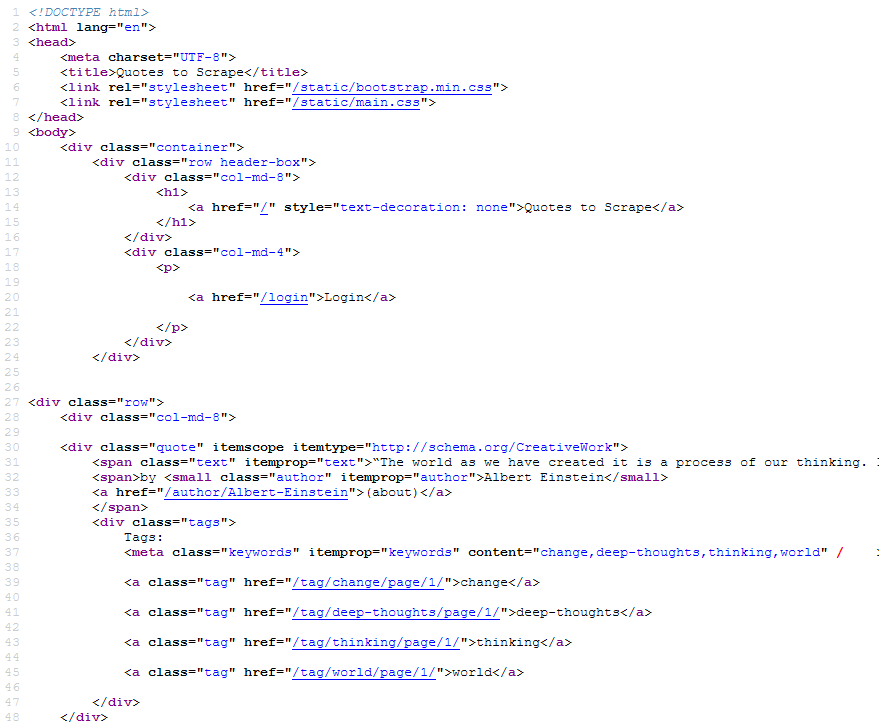 1 <!DOCTYPE html>
2 <html lang="en">
3 <head>
4     <meta charset="UTF-8">
5     <title>Quotes to Scrape</title>
6     <link rel="stylesheet" href="/static/bootstrap.min.css">
7     <link rel="stylesheet" href="/static/main.css">
8 </head>
9 <body>
10     <div class="container">
11         <div class="row header-box">
12             <div class="col-md-8">
13                 <h1>
14                     <a href="/" style="text-decoration: none">Quotes to Scrape</a>
15                 </h1>
16             </div>
17             <div class="col-md-4">
18                 <p>
19
20                     <a href="/login">Login</a>
21
22                 </p>
23             </div>
24         </div>
25
26
27 <div class="row">
28     <div class="col-md-8">
29
30     <div class="quote" itemscope itemtype="http://schema.org/CreativeWork">
31         <span class="text" itemprop="text">“The world as we have created it is a process of our thinking.
32         <span>by <small class="author" itemprop="author">Albert Einstein</small>
33         <a href="/author/Albert-Einstein">(about)</a>
34         </span>
35         <div class="tags">
36             Tags:
37             <meta class="keywords" itemprop="keywords" content="change,deep-thoughts,thinking,world" /    >
38
39             <a class="tag" href="/tag/change/page/1/">change</a>
40
41             <a class="tag" href="/tag/deep-thoughts/page/1/">deep-thoughts</a>
42
43             <a class="tag" href="/tag/thinking/page/1/">thinking</a>
44
45             <a class="tag" href="/tag/world/page/1/">world</a>
46
47         </div>
48     </div>